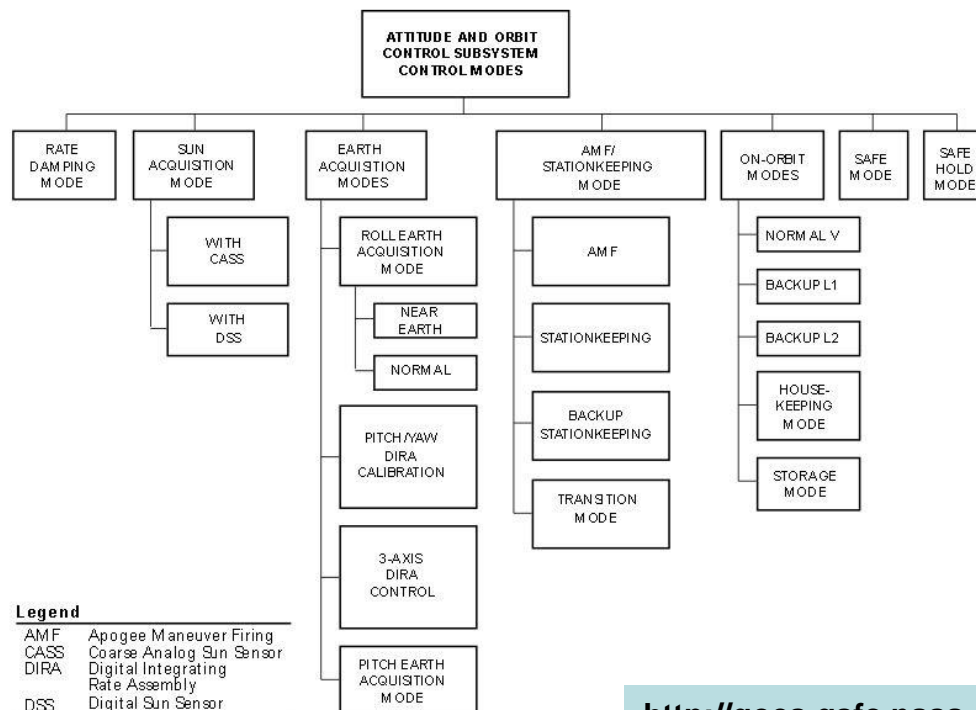 ATTITUDE AND ORBIT
CONTROL SUBSYSTEM
CONTROL MODES
RATE
DAMPING
MODE
SUN
ACQUISITION
MODE
WITH
CASS
WITH
DSS
EARTH
ACQUISITION
MODES
ROLL EARTH
ACQUISITION
MODE
NEAR
EARTH
NORMAL
PITCH/YAW
DIRA
CALIBRATION
3-AXIS
DIRA
CONTROL
PITCH EARTH
ACQUISITION
MODE
AMF/
STATIONKEEPING
MODE
AMF
STATIONKEEPING
BACKUP
STATIONKEEPING
TRANSITION
MODE
ON-ORBIT
MODES
NORMAL V
BACKUP L1
BACKUP L2
HOUSE-
KEEPING
MODE
STORAGE
MODE
SAFE
MODE
SAFE
HOLD
MODE
Legend
AMF Apogee Maneuver Firing
CASS Coarse Analog Sun Sensor
DIRA Digital Integrating
Rate Assembly
DSS Digital Sun Sensor